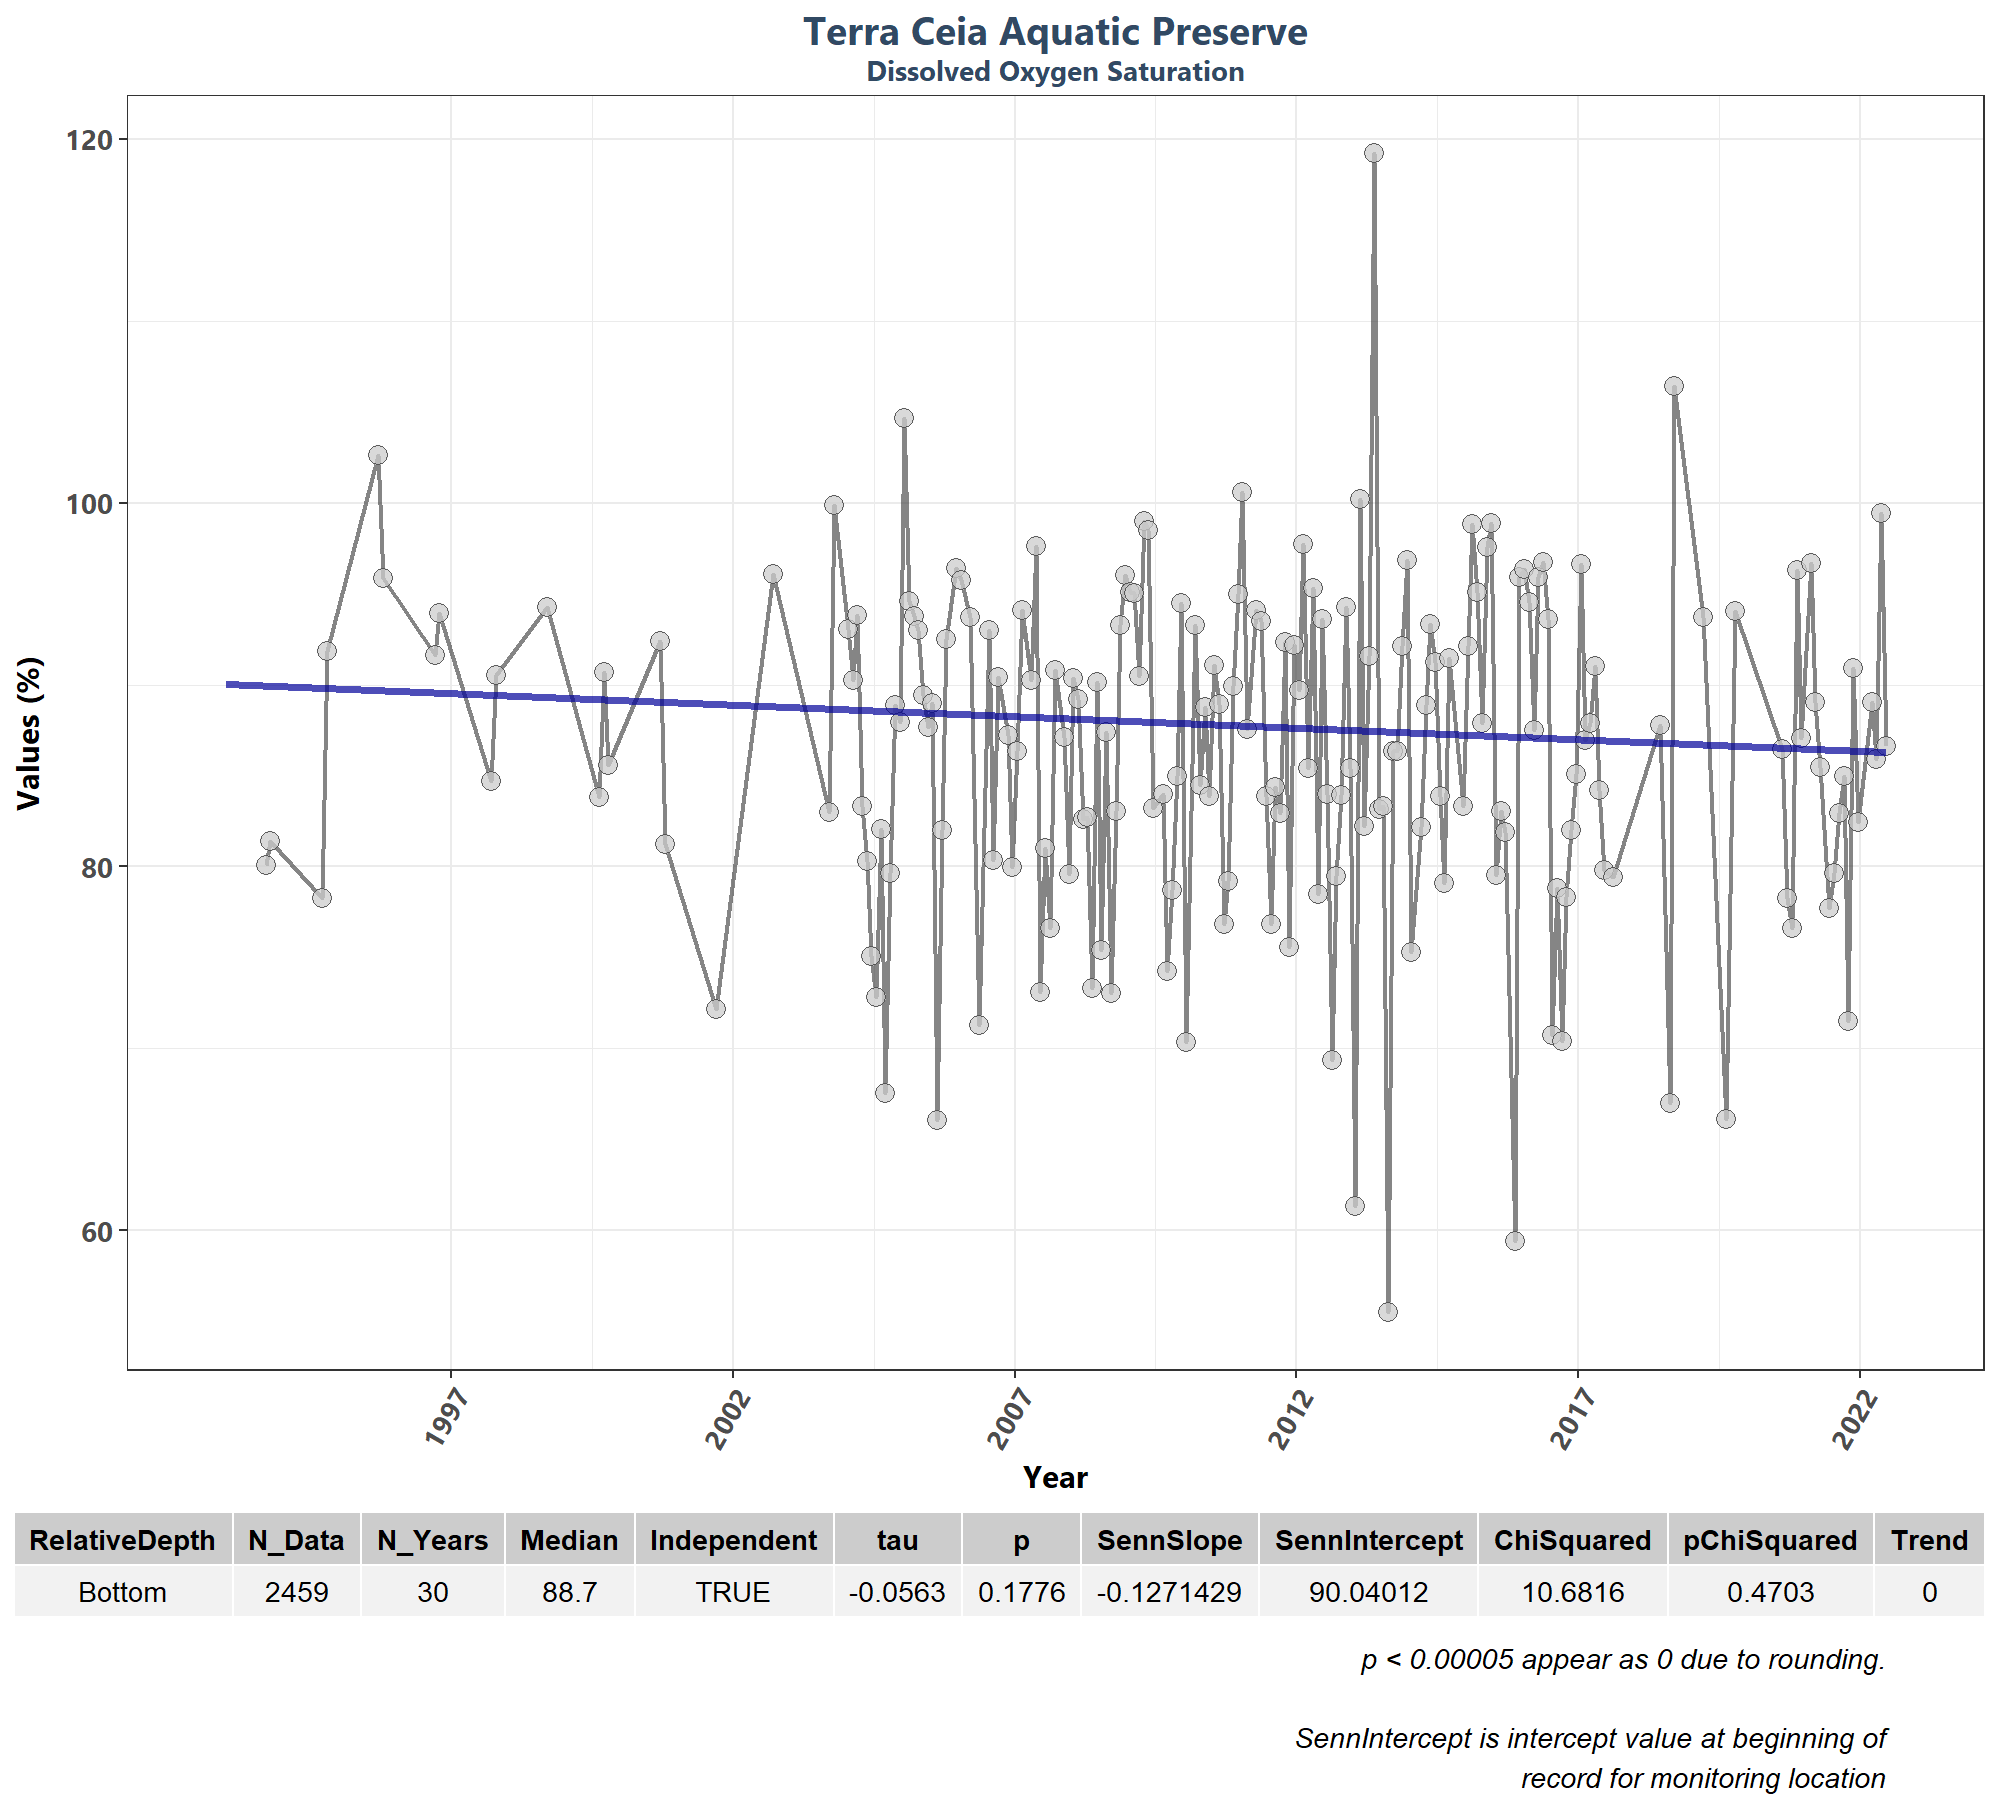 Terra Ceia Aquatic Preserve
Dissolved Oxygen Saturation
Values (%)
120
100
80
60
1997 2002 2007 2012 2017 2022
Year
RelativeDepth N_Data N_Years Median Independent tau p SennSlope SennIntercept ChiSquared pChiSquared Trend
Bottom 2459 30 88.7 TRUE -0.0563 0.1776 -0.1271429 90.04012 10.6816 0.4703 0
p < 0.00005 appear as 0 due to rounding.
SennIntercept is intercept value at beginning of
record for monitoring location